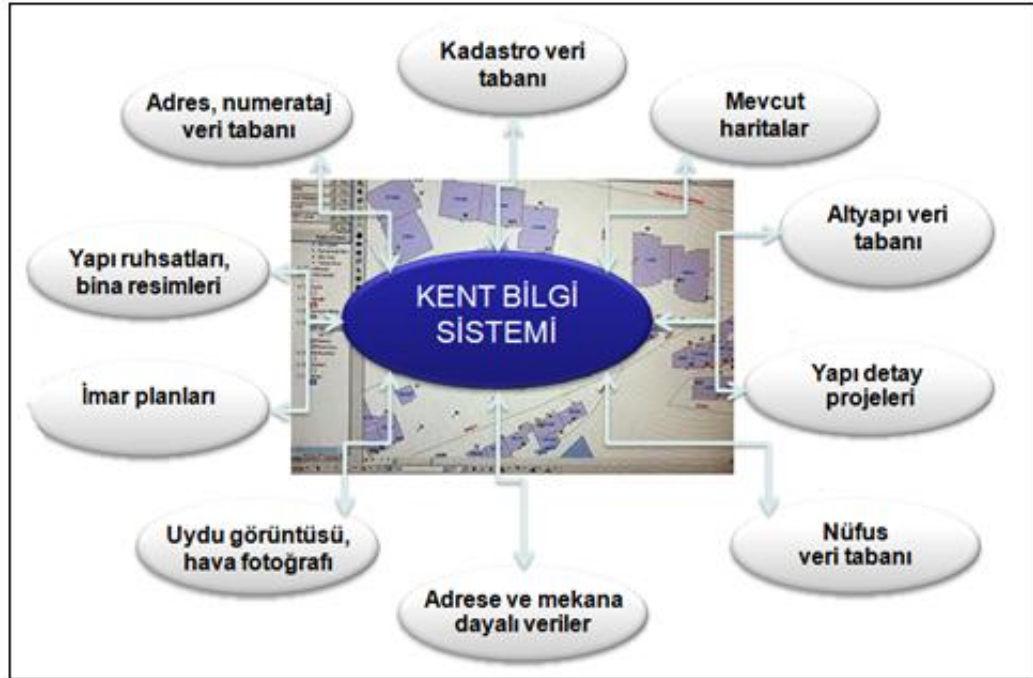 Kadastro veri
tabanı
Adres, numerataj
veri tabanı
Mevcut
haritalar
Altyapı veri
tabanı
Yapı ruhsatları,
bina resimleri
KENT BİLGİ
SİSTEMİ
İmar planları
Yapı detay
projeleri
Uydu görüntüsü,
hava fotoğrafı
Nüfus
veri tabanı
Adrese ve mekana
dayalı veriler